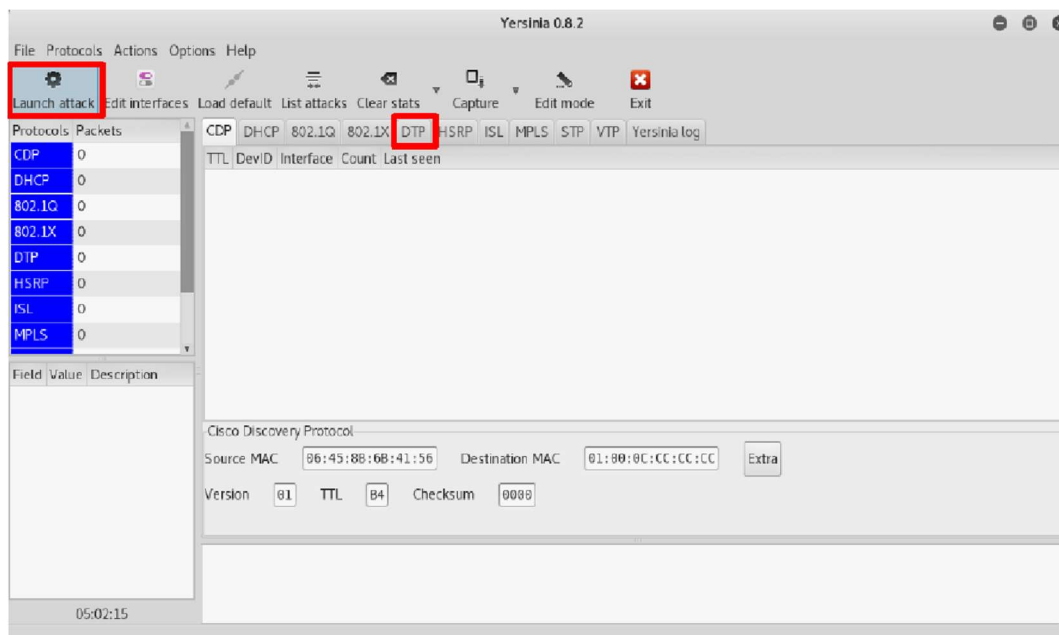 Yersinia 0.8.2
File Protocols Actions Options Help
Launch attack Edit interfaces Load default List attacks Clear stats Capture Edit mode Exit
Protocols Packets
CDP 0
DHCP 0
802.1Q 0
802.1X 0
DTP 0
HSRP 0
ISL 0
MPLS 0
Field Value Description
05:02:15
CDP DHCP 802.1Q 802.1X DTP HSRP ISL MPLS STP VTP Yersinia log
TTL DevID Interface Count Last seen
Cisco Discovery Protocol
Source MAC 06:45:8B:6B:41:56 Destination MAC 01:00:0C:CC:CC:CC Extra
Version 01 TTL B4 Checksum 0000